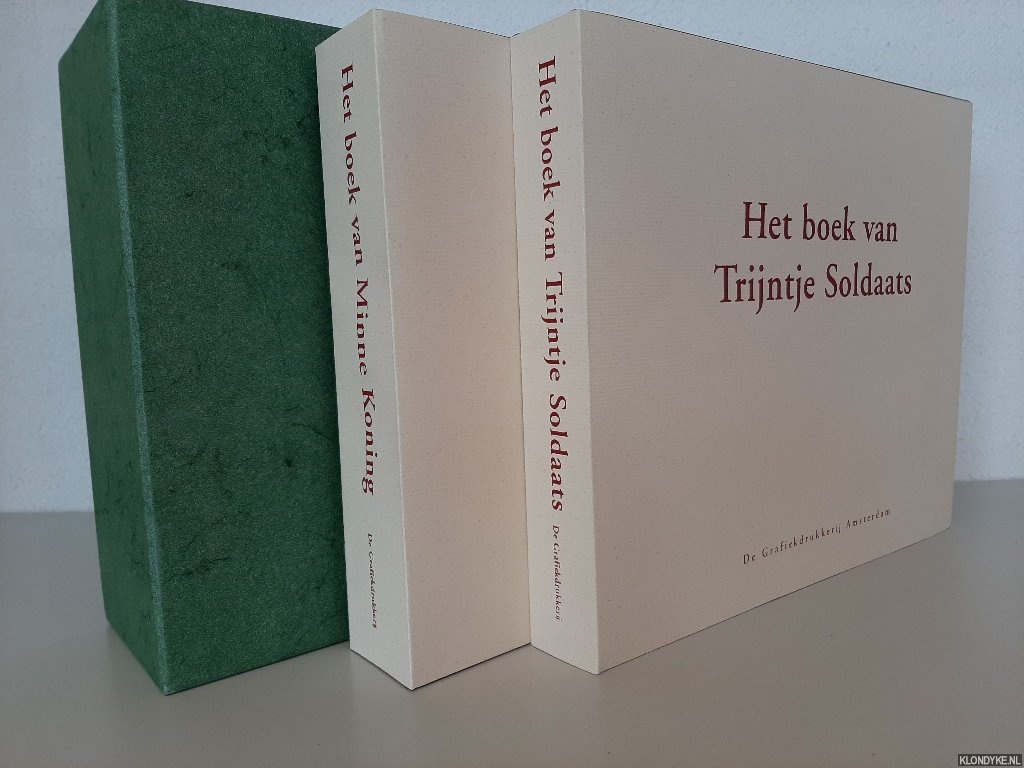 Het boek van Minne Koning
De Grafiekdrukkerij
Het boek van Trijntje Soldaats
De Grafiekdrukkerij
Het boek van
Trijntje Soldaats
De Grafiekdrukkerij Amsterdam
KLONDYKE.NL